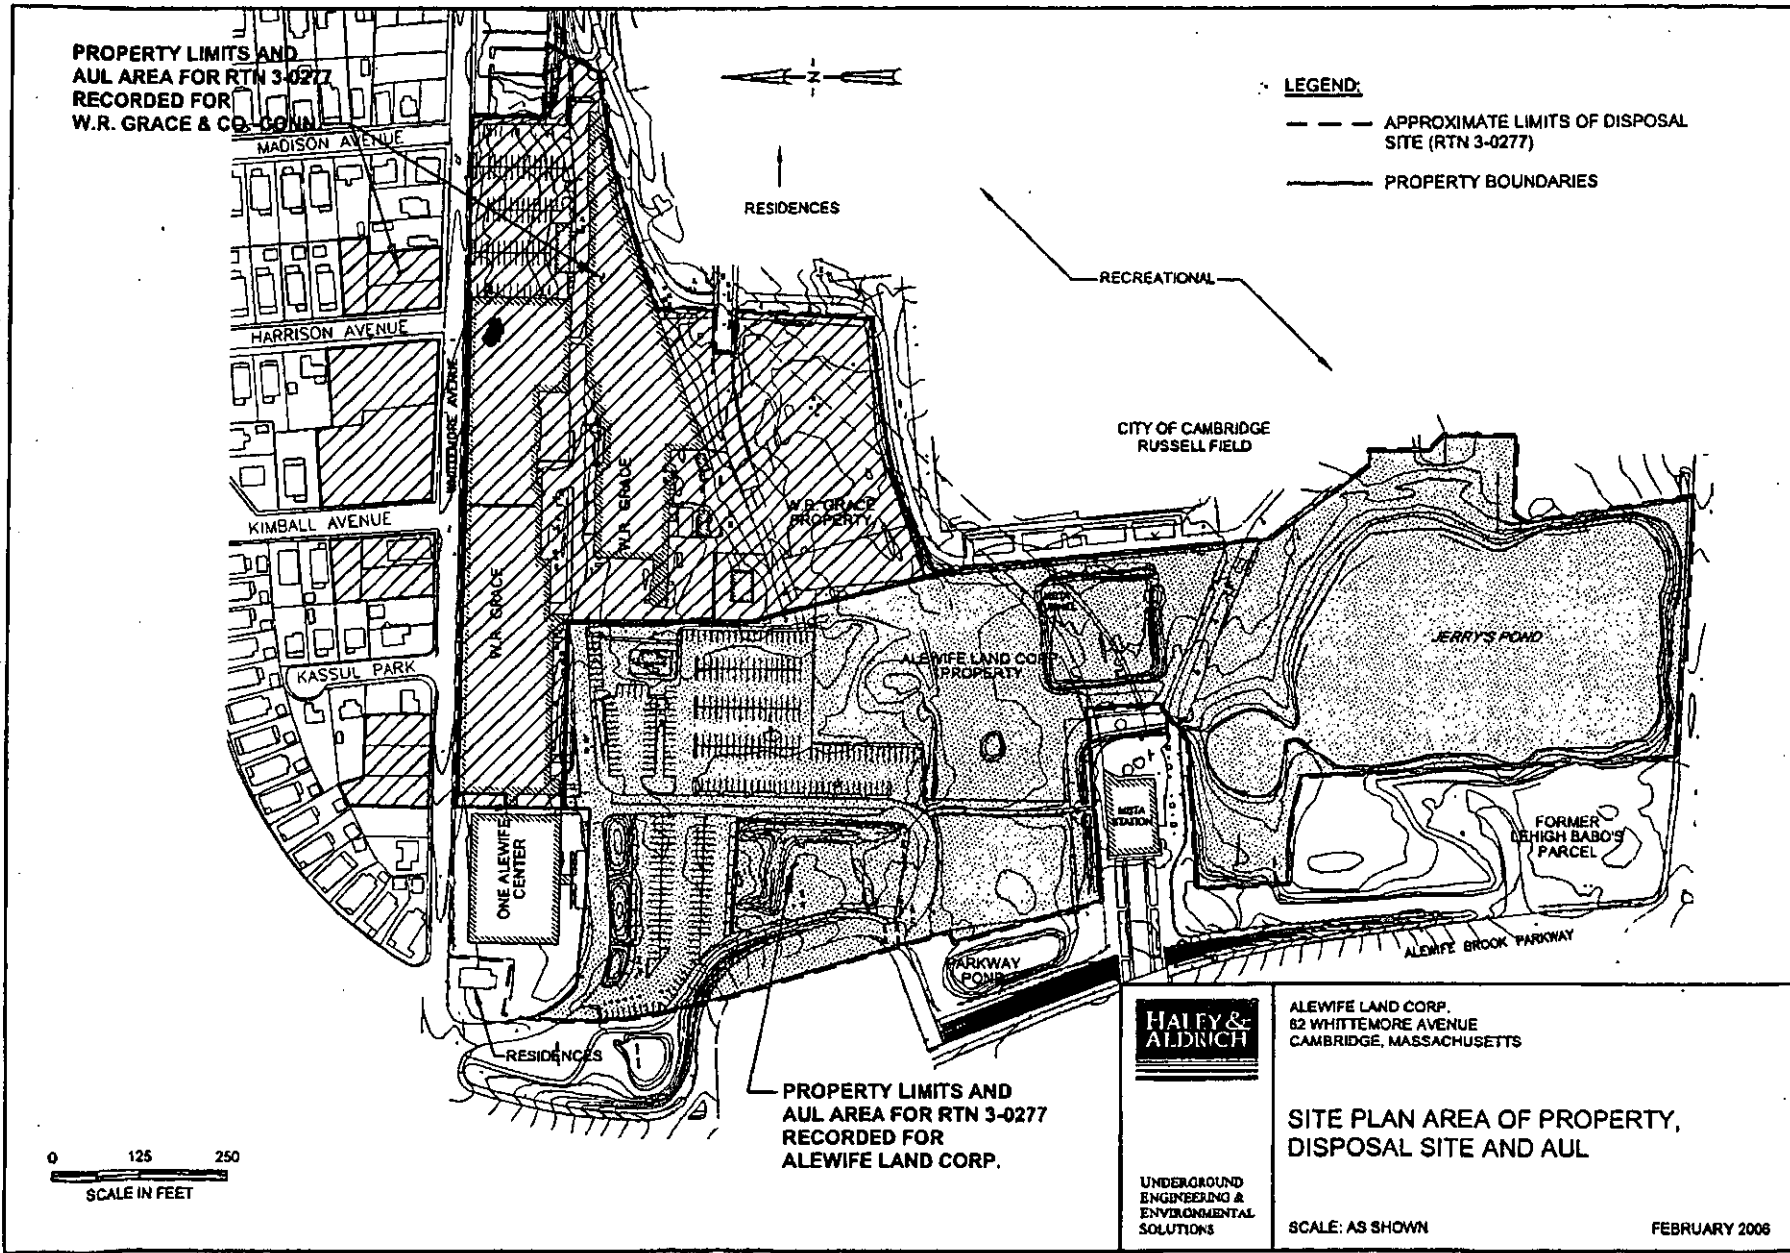 PROPERTY LIMITS AND
AUL AREA FOR RTN 3-0277
RECORDED FOR
W.R. GRACE & CO.-CONN.
MADISON AVENUE
HARRISON AVENUE
KIMBALL AVENUE
KASSUL PARK
WHITTEMORE AVENUE
N
RESIDENCES
RECREATIONAL
LEGEND:
APPROXIMATE LIMITS OF DISPOSAL
SITE (RTN 3-0277)
PROPERTY BOUNDARIES
CITY OF CAMBRIDGE
RUSSELL FIELD
W.R. GRACE
W.R. GRACE
W.R. GRACE
PROPERTY
ALEWIFE LAND CORP.
PROPERTY
JERRY'S POND
MBTA
STATION
FORMER
LEHIGH BABO'S
PARCEL
ONE ALEWIFE
CENTER
PARKWAY
POND
ALEWIFE BROOK PARKWAY
RESIDENCES
PROPERTY LIMITS AND
AUL AREA FOR RTN 3-0277
RECORDED FOR
ALEWIFE LAND CORP.
0 125 250
SCALE IN FEET
HALEY &
ALDRICH
UNDERGROUND
ENGINEERING &
ENVIRONMENTAL
SOLUTIONS
ALEWIFE LAND CORP.
62 WHITTEMORE AVENUE
CAMBRIDGE, MASSACHUSETTS
SITE PLAN AREA OF PROPERTY,
DISPOSAL SITE AND AUL
SCALE: AS SHOWN
FEBRUARY 2006